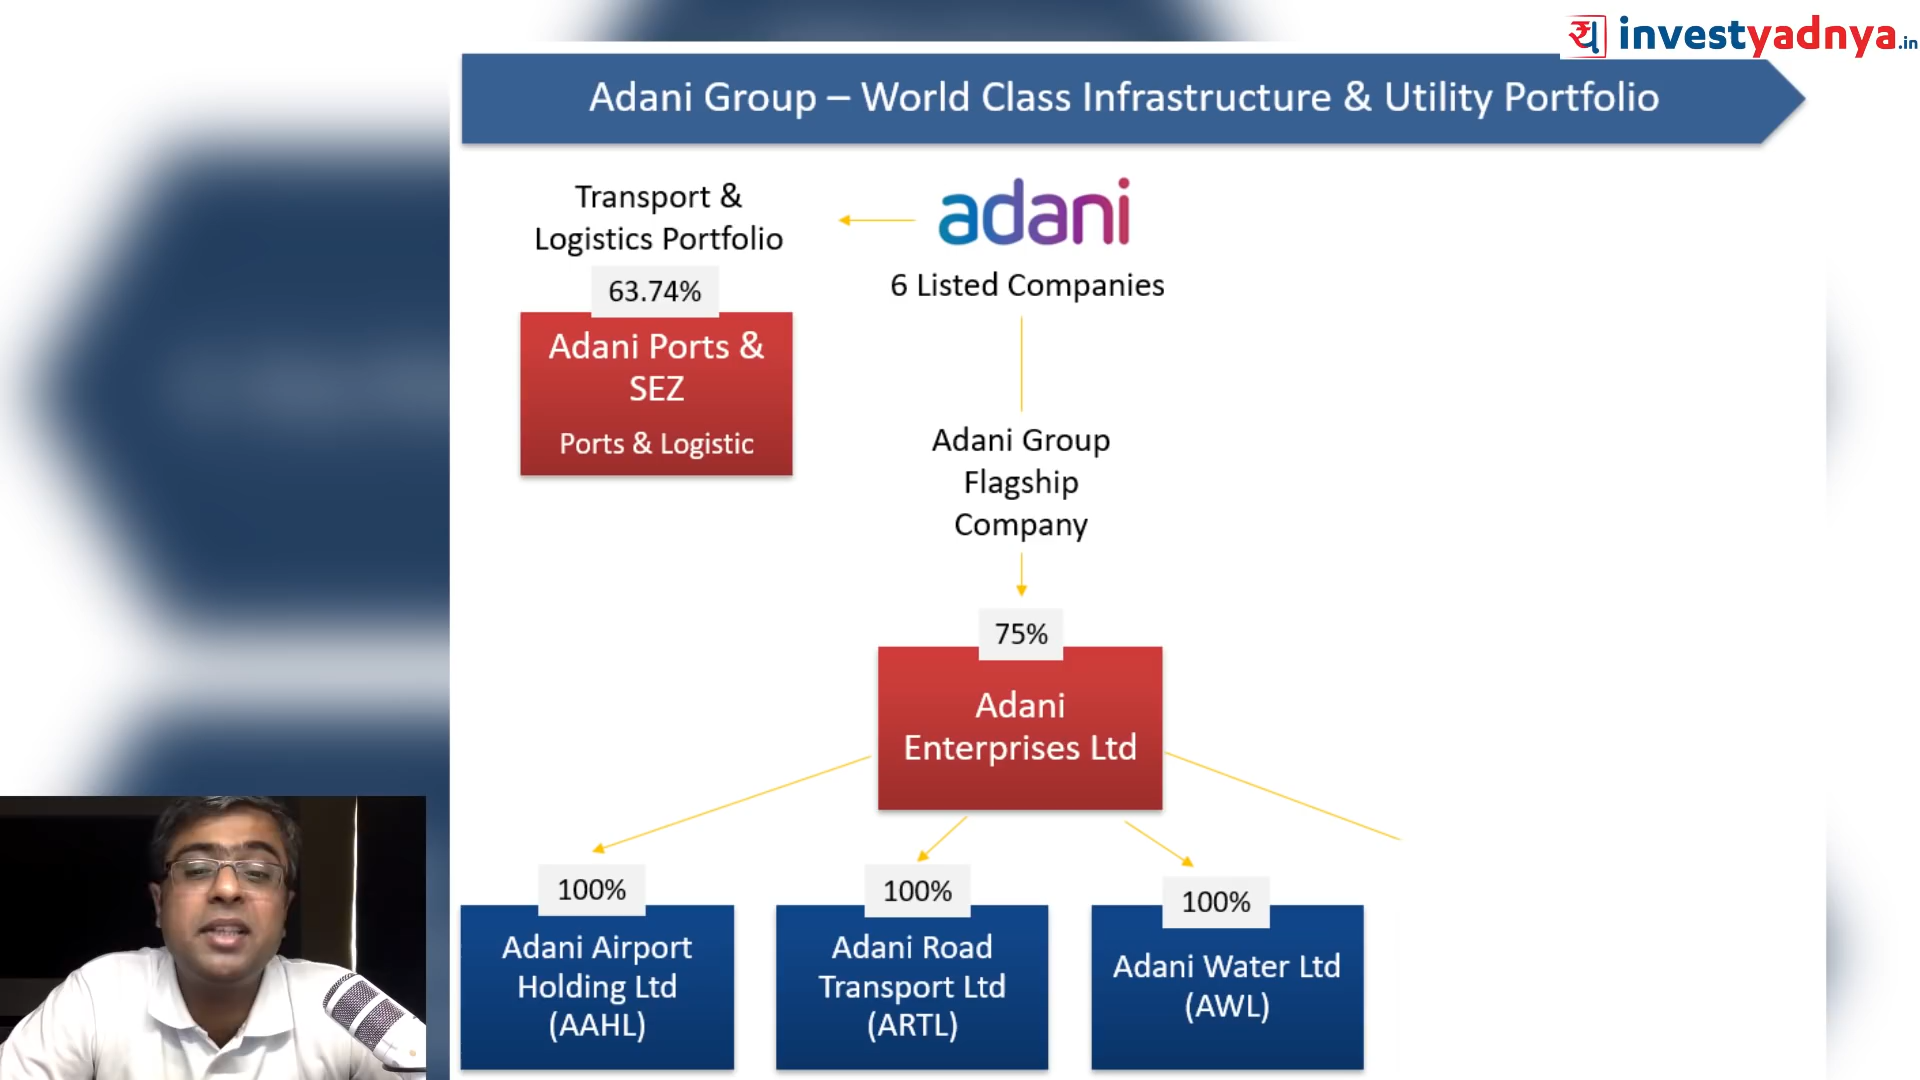 य investyadnya.in
Adani Group – World Class Infrastructure & Utility Portfolio
Transport &
Logistics Portfolio
63.74%
Adani Ports &
SEZ
Ports & Logistic
adani
6 Listed Companies
Adani Group
Flagship
Company
75%
Adani
Enterprises Ltd
100%
Adani Airport
Holding Ltd
(AAHL)
100%
Adani Road
Transport Ltd
(ARTL)
100%
Adani Water Ltd
(AWL)